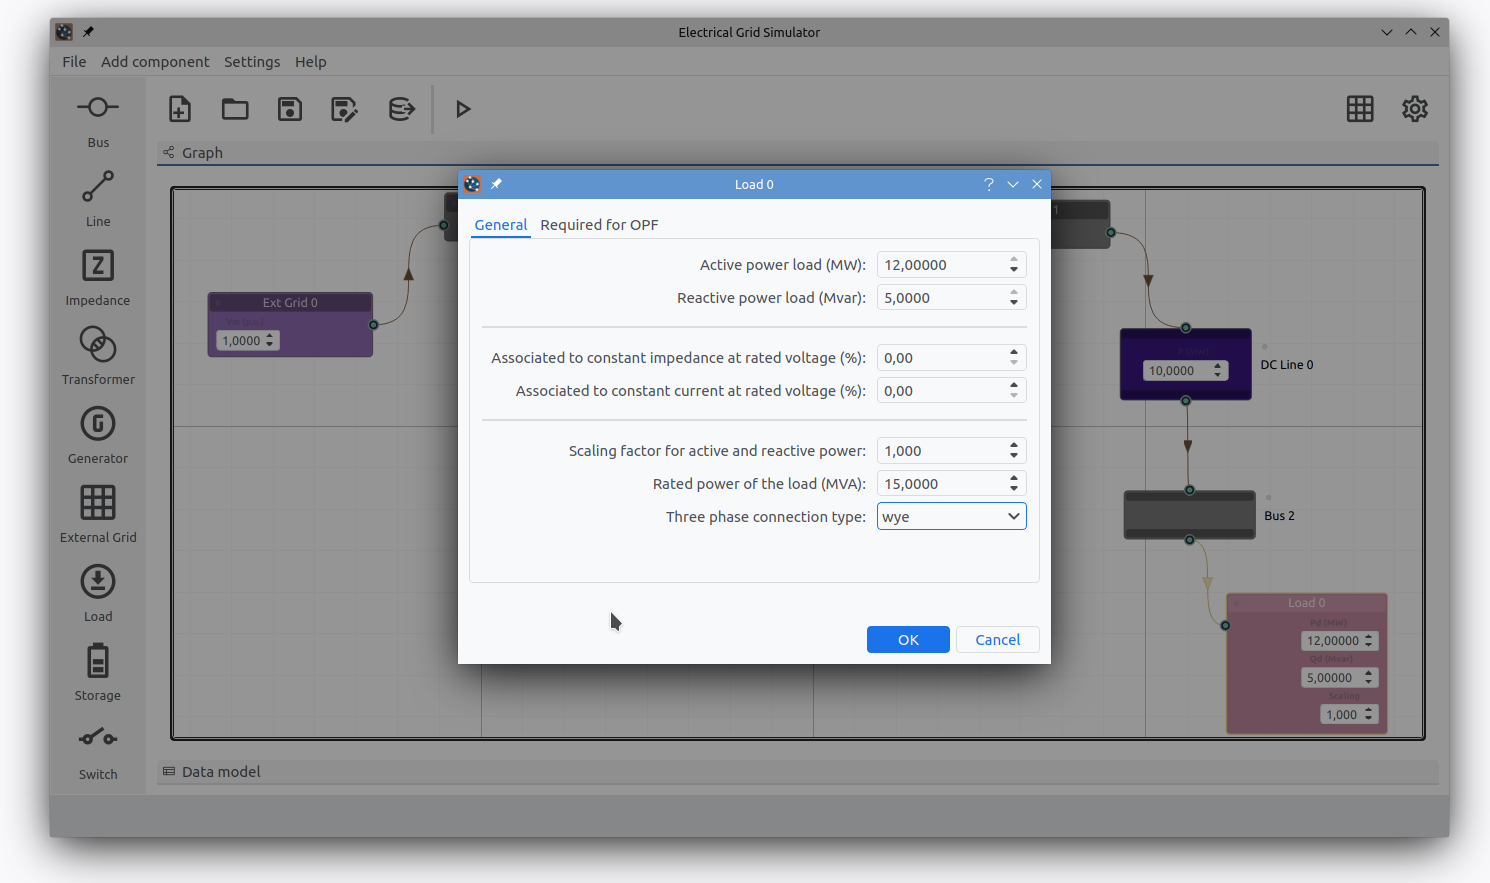 Electrical Grid Simulator
File Add component Settings Help
Bus
Line
Impedance
Transformer
Generator
External Grid
Load
Storage
Switch
Graph
Ext Grid 0
Vm (p.u.)
1,0000
1
P (MW)
10,0000
DC Line 0
Bus 2
Load 0
Pd (MW)
12,00000
Qd (Mvar)
5,00000
Scaling
1,000
Load 0
General Required for OPF
Active power load (MW): 12,00000
Reactive power load (Mvar): 5,0000
Associated to constant impedance at rated voltage (%): 0,00
Associated to constant current at rated voltage (%): 0,00
Scaling factor for active and reactive power: 1,000
Rated power of the load (MVA): 15,0000
Three phase connection type: wye
OK Cancel
Data model